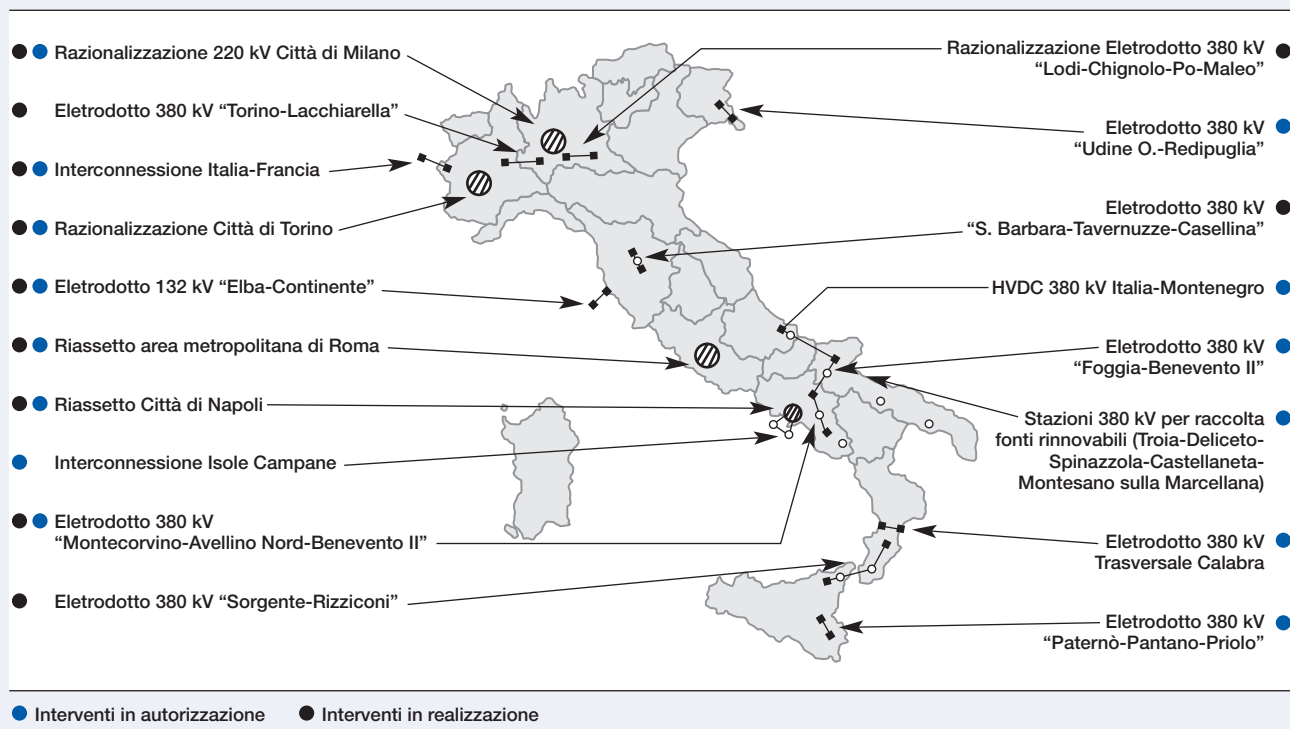 Razionalizzazione 220 kV Città di Milano
Eletrodotto 380 kV “Torino-Lacchiarella”
Interconnessione Italia-Francia
Razionalizzazione Città di Torino
Eletrodotto 132 kV “Elba-Continente”
Riassetto area metropolitana di Roma
Riassetto Città di Napoli
Interconnessione Isole Campane
Eletrodotto 380 kV
“Montecorvino-Avellino Nord-Benevento II”
Eletrodotto 380 kV “Sorgente-Rizziconi”
Razionalizzazione Eletrodotto 380 kV
“Lodi-Chignolo-Po-Maleo”
Eletrodotto 380 kV
“Udine O.-Redipuglia”
Eletrodotto 380 kV
“S. Barbara-Tavernuzze-Casellina”
HVDC 380 kV Italia-Montenegro
Eletrodotto 380 kV
“Foggia-Benevento II”
Stazioni 380 kV per raccolta
fonti rinnovabili (Troia-Deliceto-
Spinazzola-Castellaneta-
Montesano sulla Marcellana)
Eletrodotto 380 kV
Trasversale Calabra
Eletrodotto 380 kV
“Paternò-Pantano-Priolo”
Interventi in autorizzazione
Interventi in realizzazione